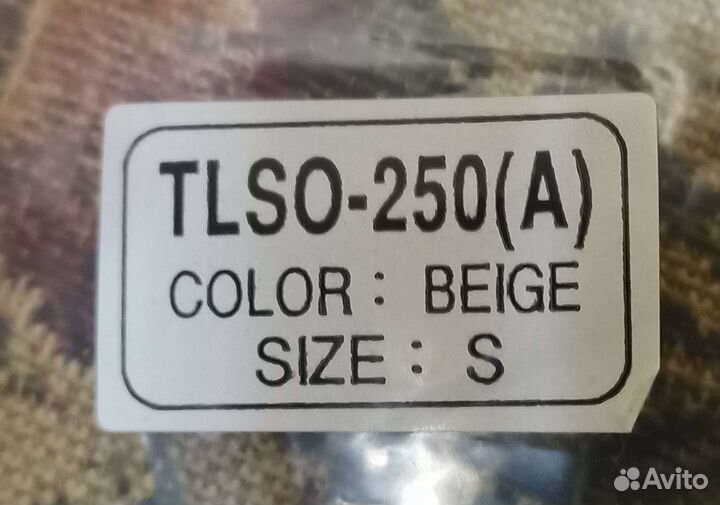 TLSO-250(A)
COLOR : BEIGE
SIZE : S
Avito